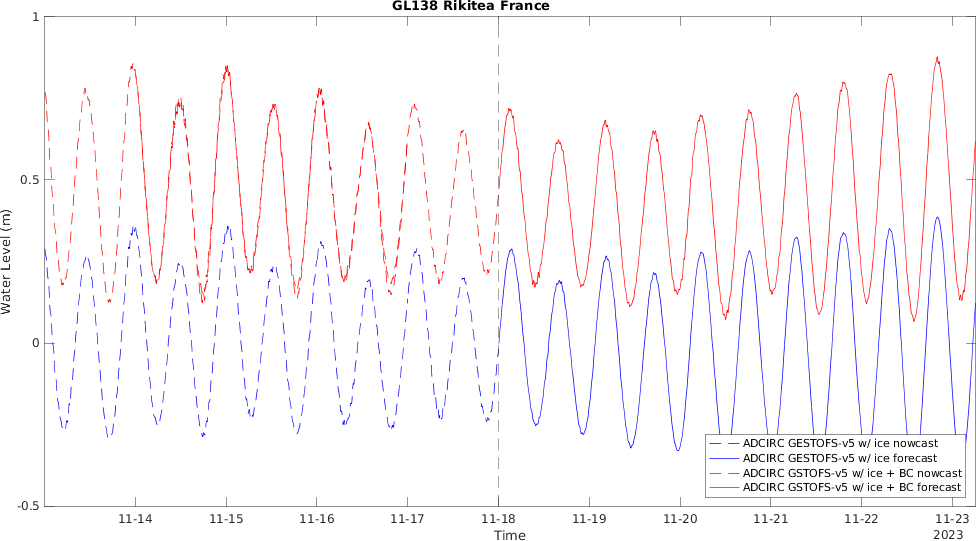 GL138 Rikitea France
Water Level (m)
1
0.5
0
-0.5
ADCIRC GESTOFS-v5 w/ ice nowcast
ADCIRC GESTOFS-v5 w/ ice forecast
ADCIRC GSTOFS-v5 w/ ice + BC nowcast
ADCIRC GSTOFS-v5 w/ ice + BC forecast
11-14 11-15 11-16 11-17 11-18 11-19 11-20 11-21 11-22 11-23
Time
2023